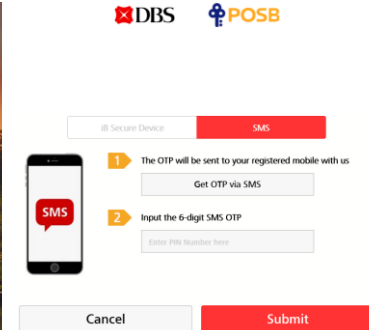 DBS POSB
iB Secure Device SMS
1 The OTP will be sent to your registered mobile with us
Get OTP via SMS
SMS
2 Input the 6-digit SMS OTP
Enter PIN Number here
Cancel Submit